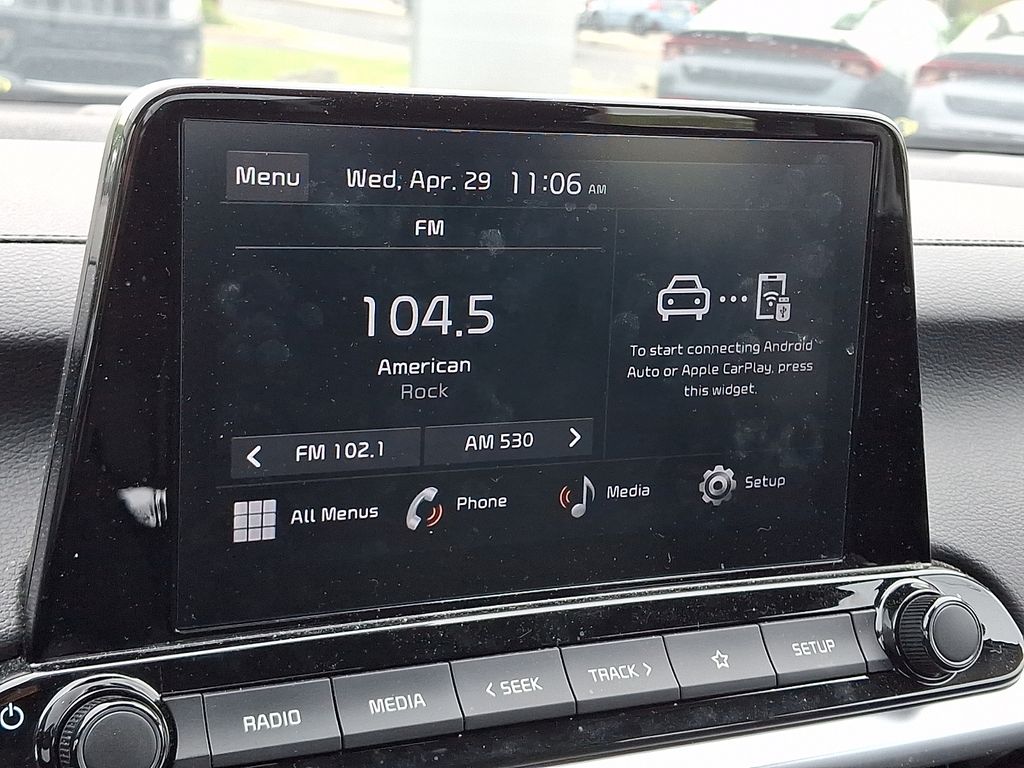 Menu Wed, Apr. 29 11:06 AM
FM
104.5
American
Rock
To start connecting Android
Auto or Apple CarPlay, press
this widget.
< FM 102.1 AM 530 >
All Menus Phone Media Setup
RADIO MEDIA < SEEK TRACK > SETUP